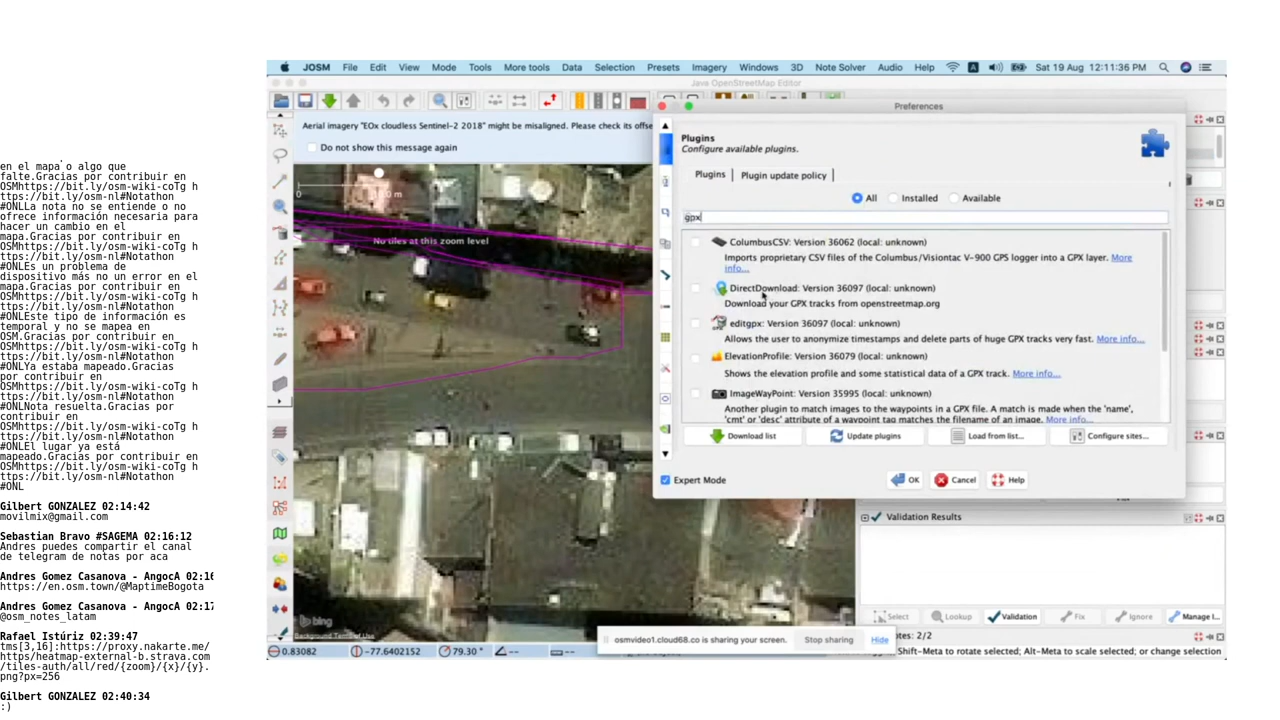 en el mapa o algo que
falte.Gracias por contribuir en
OSMhttps://bit.ly/osm-wiki-coTg h
ttps://bit.ly/osm-nl#Notathon
#ONLLa nota no se entiende o no
ofrece información necesaria para
hacer un cambio en el
mapa.Gracias por contribuir en
OSMhttps://bit.ly/osm-wiki-coTg h
ttps://bit.ly/osm-nl#Notathon
#ONLEs un problema de
dispositivo más no un error en el
mapa.Gracias por contribuir en
OSMhttps://bit.ly/osm-wiki-coTg h
ttps://bit.ly/osm-nl#Notathon
#ONLEste tipo de información es
temporal y no se mapea en
OSM.Gracias por contribuir en
OSMhttps://bit.ly/osm-wiki-coTg h
ttps://bit.ly/osm-nl#Notathon
#ONLYa estaba mapeado.Gracias
por contribuir en
OSMhttps://bit.ly/osm-wiki-coTg h
ttps://bit.ly/osm-nl#Notathon
#ONLNota resuelta.Gracias por
contribuir en
OSMhttps://bit.ly/osm-wiki-coTg h
ttps://bit.ly/osm-nl#Notathon
#ONLEl lugar ya está
mapeado.Gracias por contribuir en
OSMhttps://bit.ly/osm-wiki-coTg h
ttps://bit.ly/osm-nl#Notathon
#ONL
Gilbert GONZALEZ 02:14:42
movilmix@gmail.com
Sebastian Bravo #SAGEMA 02:16:12
Andres puedes compartir el canal
de telegram de notas por aca
Andres Gomez Casanova - AngocA 02:16
https://en.osm.town/@MaptimeBogota
Andres Gomez Casanova - AngocA 02:17
@osm_notes_latam
Rafael Istúriz 02:39:47
tms[3,16]:https://proxy.nakarte.me/
https/heatmap-external-b.strava.com
/tiles-auth/all/red/{zoom}/{x}/{y}.
png?px=256
Gilbert GONZALEZ 02:40:34
:)
JOSM File Edit View Mode Tools More tools Data Selection Presets Imagery Windows 3D Note Solver Audio Help Sat 19 Aug 12:11:36 PM
Java OpenStreetMap Editor
Aerial imagery "EOx cloudless Sentinel-2 2018" might be misaligned. Please check its offse
Do not show this message again
0
No tiles at this zoom level
bing
Background Terms of Use
Preferences
Plugins
Configure available plugins.
Plugins Plugin update policy
All Installed Available
gpx
ColumbusCSV: Version 36062 (local: unknown)
Imports proprietary CSV files of the Columbus/Visiontac V-900 GPS logger into a GPX layer. More
info...
DirectDownload: Version 36097 (local: unknown)
Download your GPX tracks from openstreetmap.org
editgpx: Version 36097 (local: unknown)
Allows the user to anonymize timestamps and delete parts of huge GPX tracks very fast. More info...
ElevationProfile: Version 36079 (local: unknown)
Shows the elevation profile and some statistical data of a GPX track. More info...
ImageWayPoint: Version 35995 (local: unknown)
Another plugin to match images to the waypoints in a GPX file. A match is made when the 'name',
'cmt' or 'desc' attribute of a waypoint tag matches the filename of an image. More info...
Download list Update plugins Load from list... Configure sites...
Expert Mode OK Cancel Help
Validation Results
Select Lookup Validation Fix Ignore Manage l...
osmvideo1.cloud68.co is sharing your screen. Stop sharing Hide
otes: 2/2
0.83082 -77.6402152 79.30 °
Shift-Meta to rotate selected; Alt-Meta to scale selected; or change selection